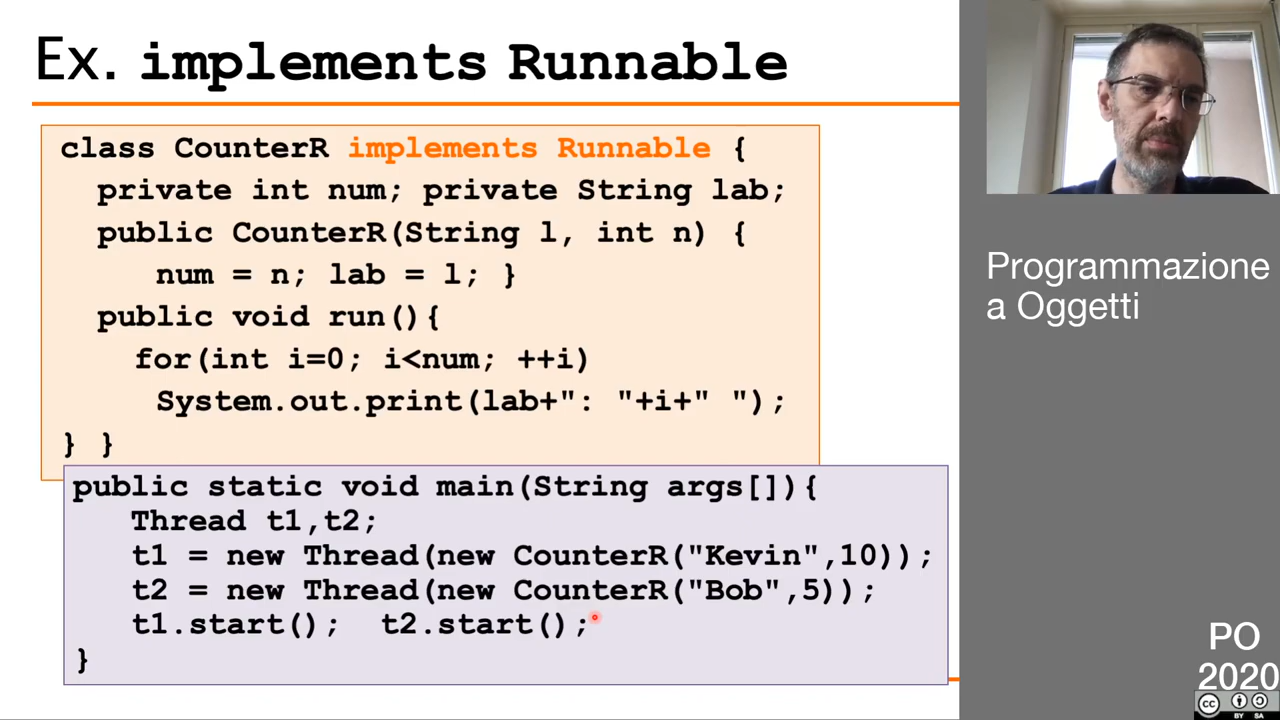 Ex. implements Runnable
class CounterR implements Runnable {
private int num; private String lab;
public CounterR(String l, int n) {
num = n; lab = l; }
public void run(){
for(int i=0; i<num; ++i)
System.out.print(lab+": "+i+" ");
} }
public static void main(String args[]){
Thread t1,t2;
t1 = new Thread(new CounterR("Kevin",10));
t2 = new Thread(new CounterR("Bob",5));
t1.start(); t2.start();
}
Programmazione
a Oggetti
PO
2020
cc
BY SA